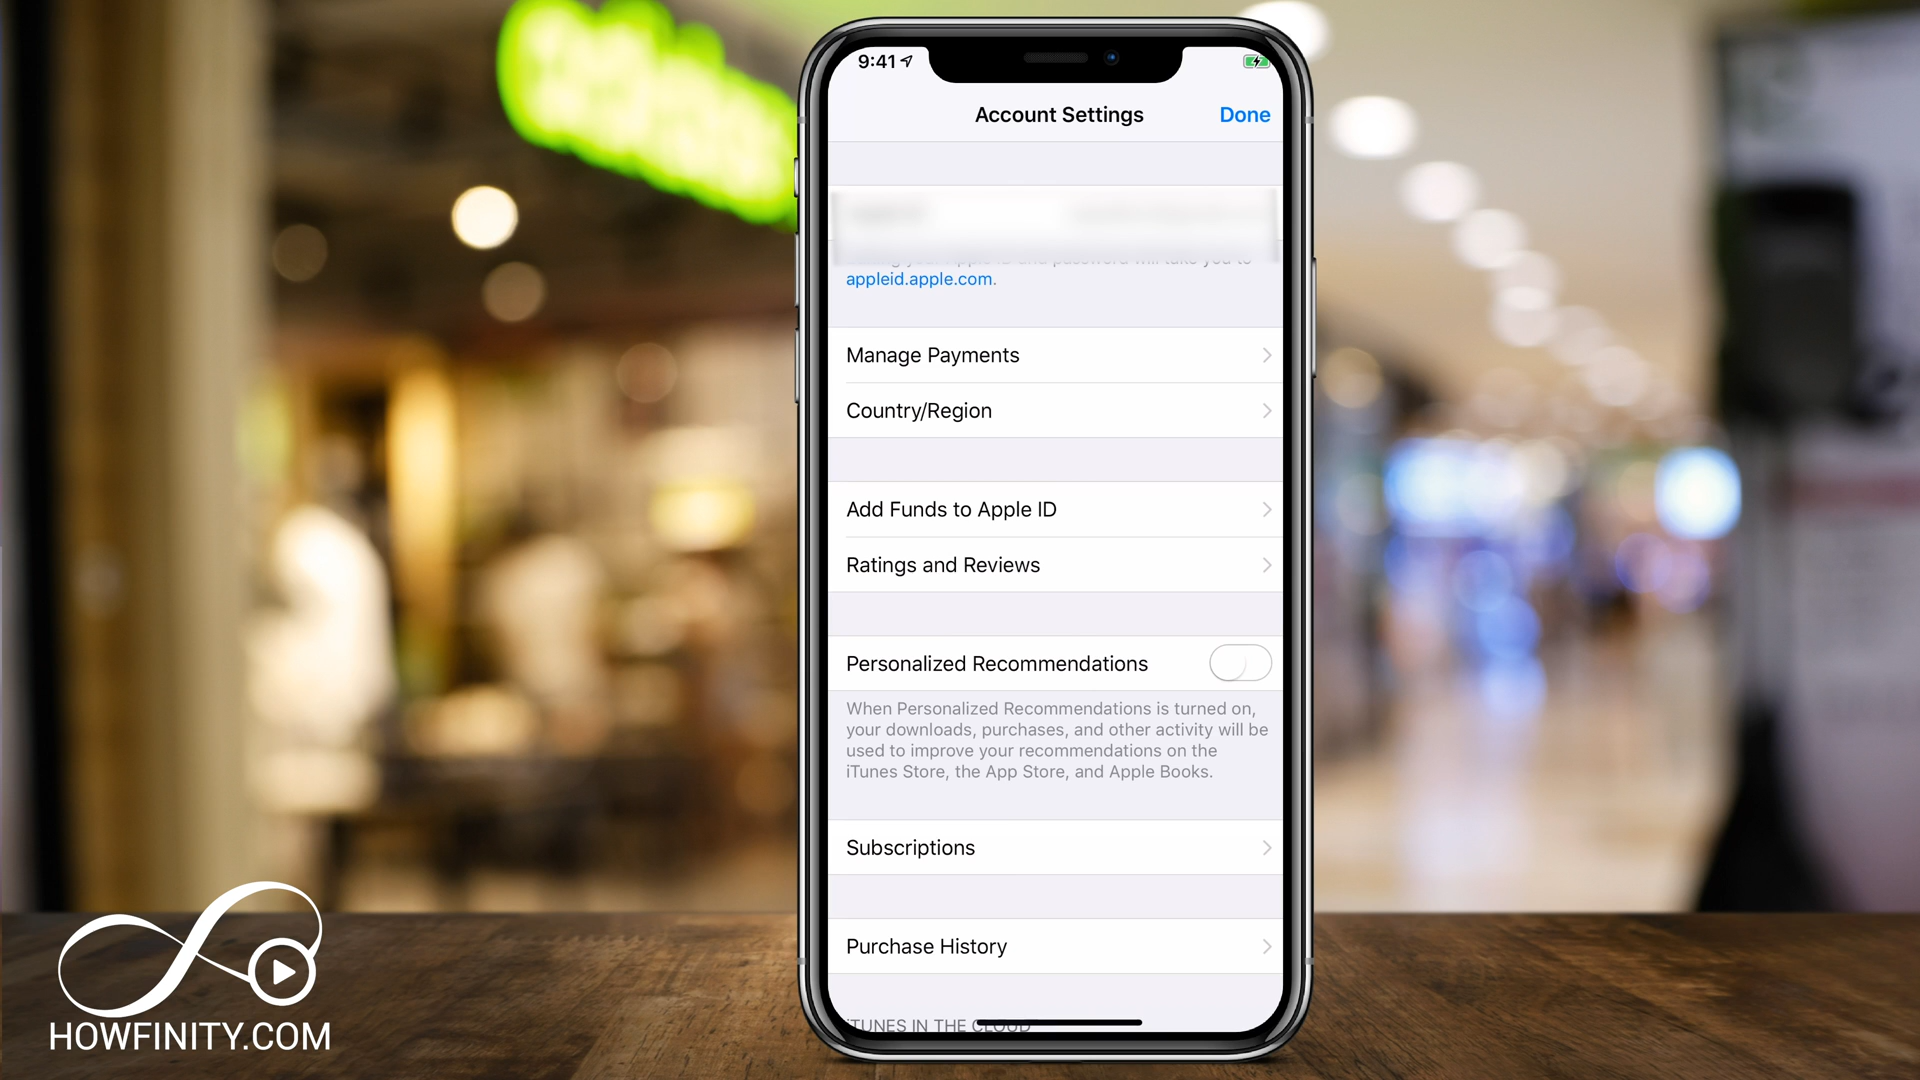 9:41
Account Settings
Done
appleid.apple.com.
Manage Payments
Country/Region
Add Funds to Apple ID
Ratings and Reviews
Personalized Recommendations
When Personalized Recommendations is turned on,
your downloads, purchases, and other activity will be
used to improve your recommendations on the
iTunes Store, the App Store, and Apple Books.
Subscriptions
Purchase History
iTUNES IN THE CLOUD
HOWFINITY.COM